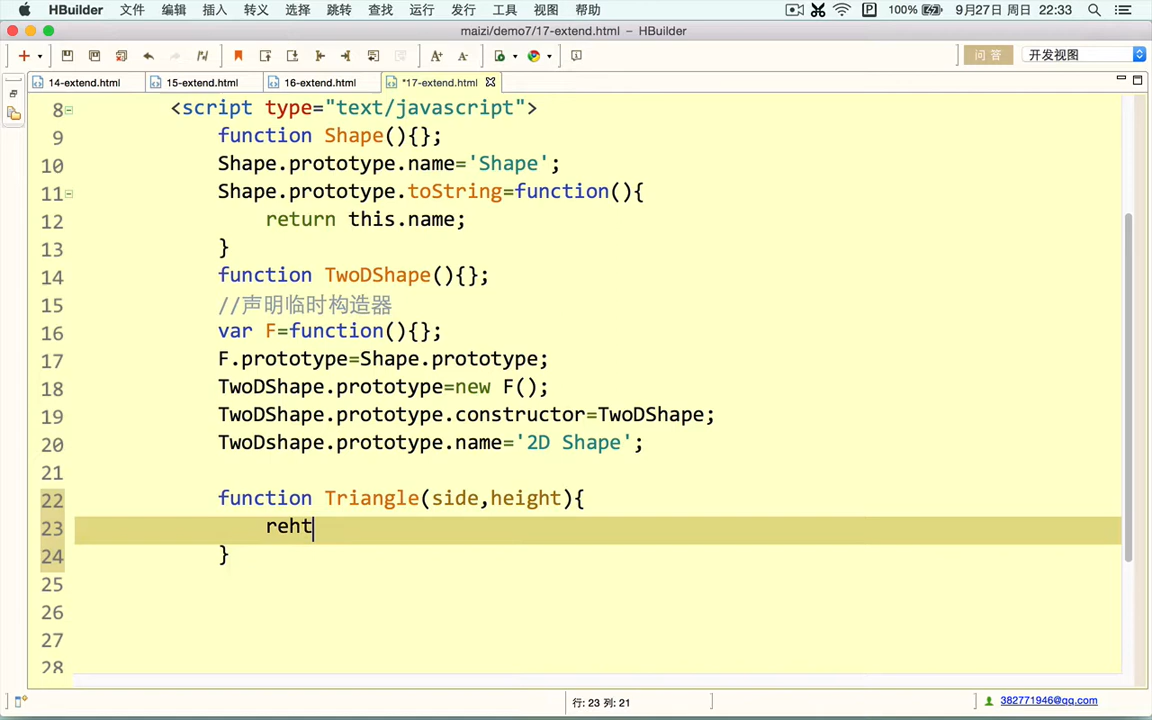 HBuilder 文件 编辑 插入 转义 选择 跳转 查找 运行 发行 工具 视图 帮助 P 100% 9月27日 周日 22:33
maizi/demo7/17-extend.html – HBuilder
A+ A- 问 答 开发视图
14-extend.html 15-extend.html 16-extend.html *17-extend.html
8 <script type="text/javascript">
9 function Shape(){};
10 Shape.prototype.name='Shape';
11 Shape.prototype.toString=function(){
12 return this.name;
13 }
14 function TwoDShape(){};
15 //声明临时构造器
16 var F=function(){};
17 F.prototype=Shape.prototype;
18 TwoDShape.prototype=new F();
19 TwoDShape.prototype.constructor=TwoDShape;
20 TwoDshape.prototype.name='2D Shape';
21
22 function Triangle(side,height){
23 reht
24 }
25
26
27
28
行: 23 列: 21 382771946@qq.com